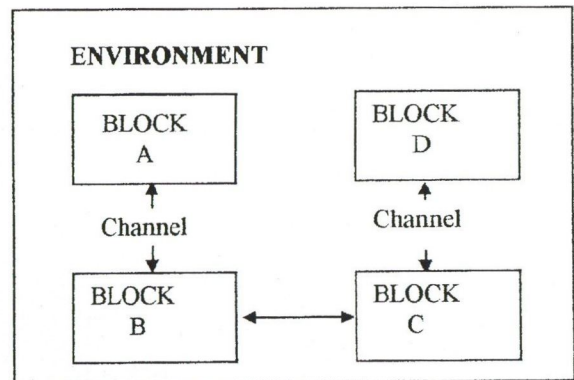 ENVIRONMENT
BLOCK
A
BLOCK
D
Channel
Channel
BLOCK
B
BLOCK
C